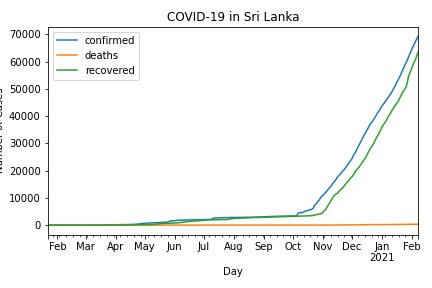 COVID-19 in Sri Lanka
confirmed
deaths
recovered
70000
60000
50000
40000
30000
20000
10000
0
Feb Mar Apr May Jun Jul Aug Sep Oct Nov Dec Jan Feb
2021
Day